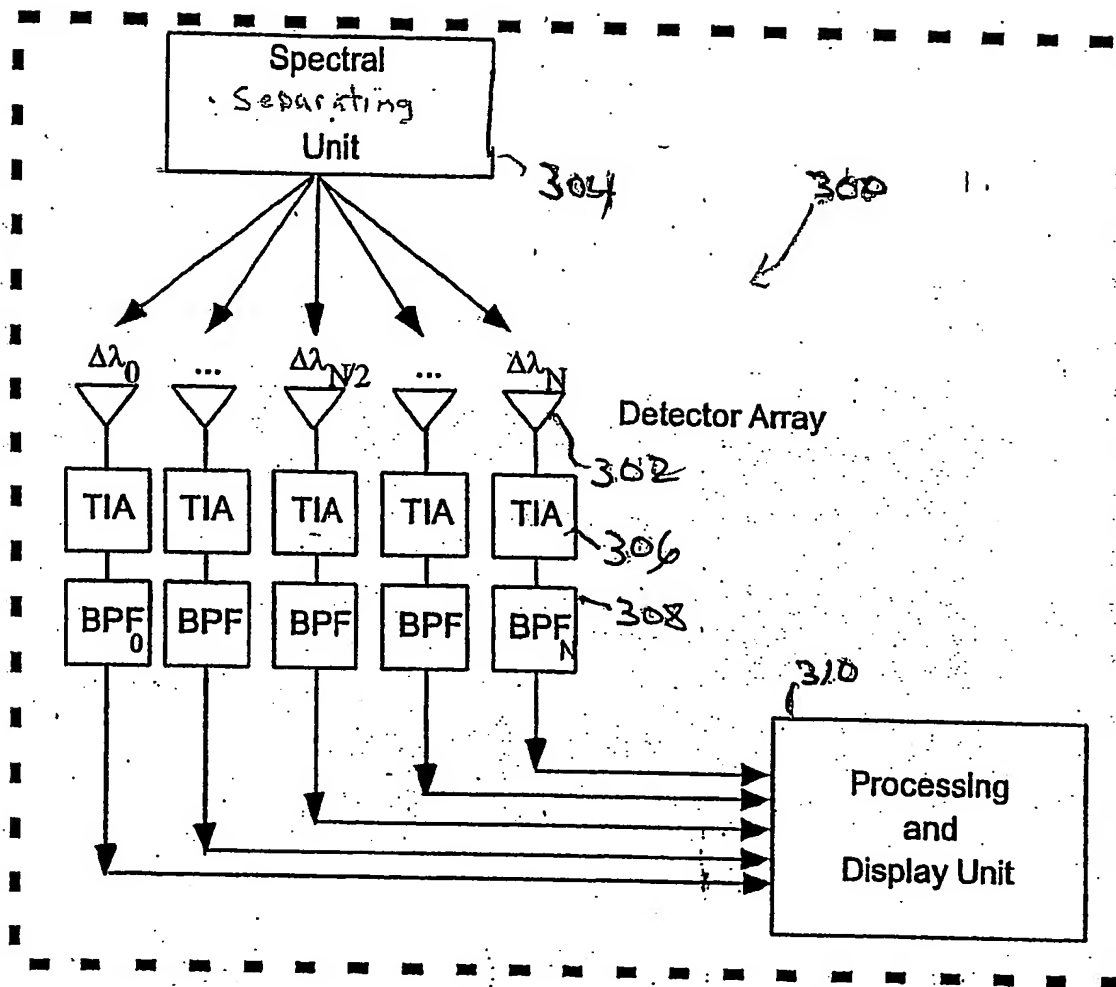 Spectral
Separating
Unit
304
300
Δλ0 ... ΔλN/2 ... ΔλN
Detector Array
302
TIA TIA TIA TIA TIA
306
BPF0 BPF BPF BPF BPFN
308
310
Processing
and
Display Unit